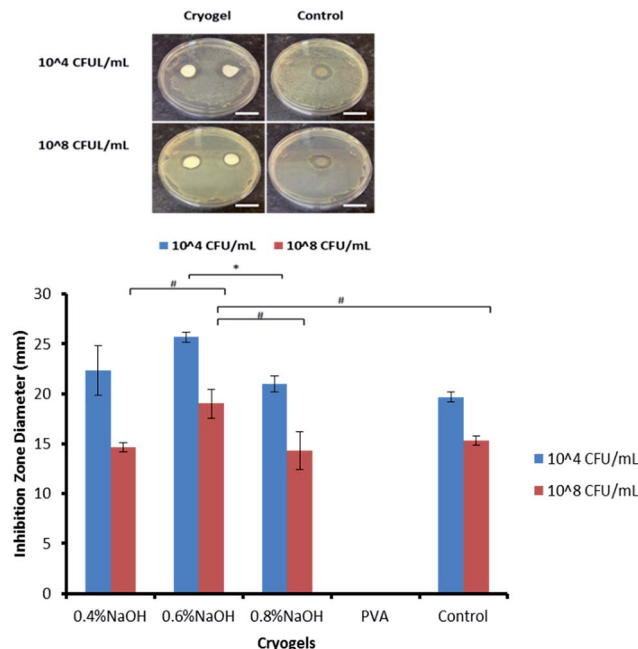 Cryogel Control
10^4 CFUL/mL
10^8 CFUL/mL
10^4 CFU/mL 10^8 CFU/mL
* 
#
#
#
30
25
20
15
10
5
0
Inhibition Zone Diameter (mm)
0.4%NaOH 0.6%NaOH 0.8%NaOH PVA Control
Cryogels
10^4 CFU/mL
10^8 CFU/mL